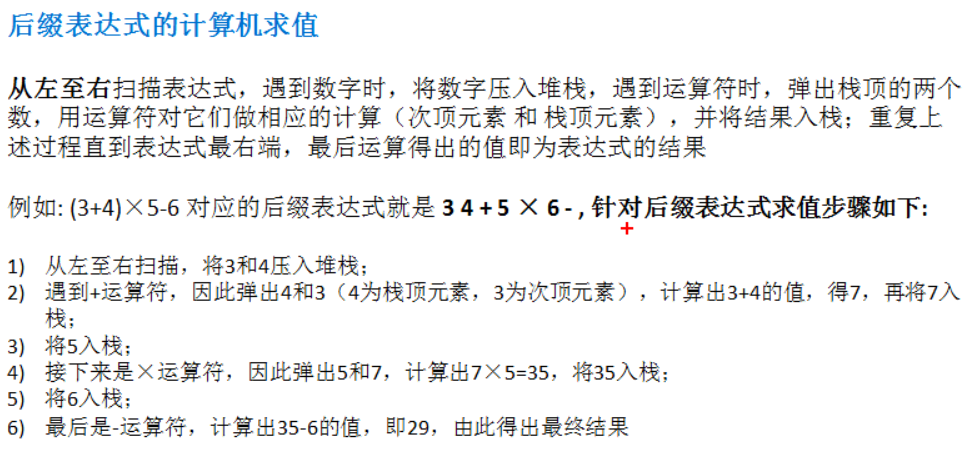 后缀表达式的计算机求值
从左至右扫描表达式，遇到数字时，将数字压入堆栈，遇到运算符时，弹出栈顶的两个
数，用运算符对它们做相应的计算（次顶元素 和 栈顶元素），并将结果入栈；重复上
述过程直到表达式最右端，最后运算得出的值即为表达式的结果
例如: (3+4)×5-6 对应的后缀表达式就是 3 4 + 5 × 6 - , 针对后缀表达式求值步骤如下:
1) 从左至右扫描，将3和4压入堆栈；
2) 遇到+运算符，因此弹出4和3（4为栈顶元素，3为次顶元素），计算出3+4的值，得7，再将7入
栈；
3) 将5入栈；
4) 接下来是×运算符，因此弹出5和7，计算出7×5=35，将35入栈；
5) 将6入栈；
6) 最后是-运算符，计算出35-6的值，即29，由此得出最终结果